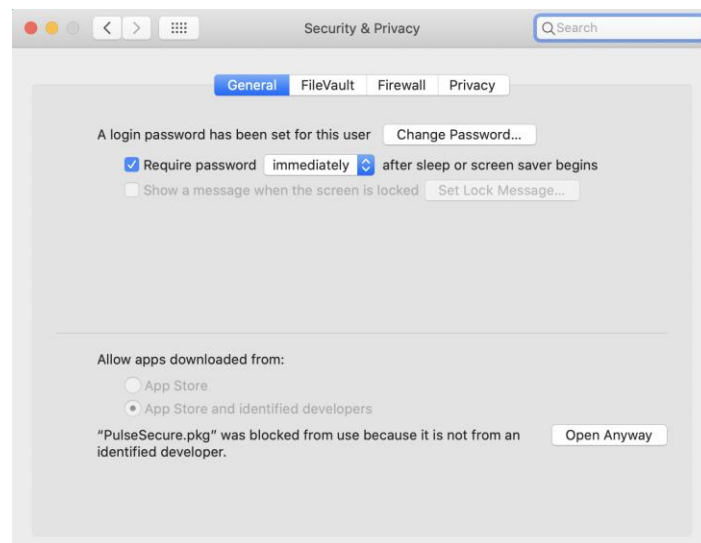 Security & Privacy
Search
General FileVault Firewall Privacy
A login password has been set for this user Change Password...
Require password immediately after sleep or screen saver begins
Show a message when the screen is locked Set Lock Message...
Allow apps downloaded from:
App Store
App Store and identified developers
“PulseSecure.pkg” was blocked from use because it is not from an Open Anyway
identified developer.